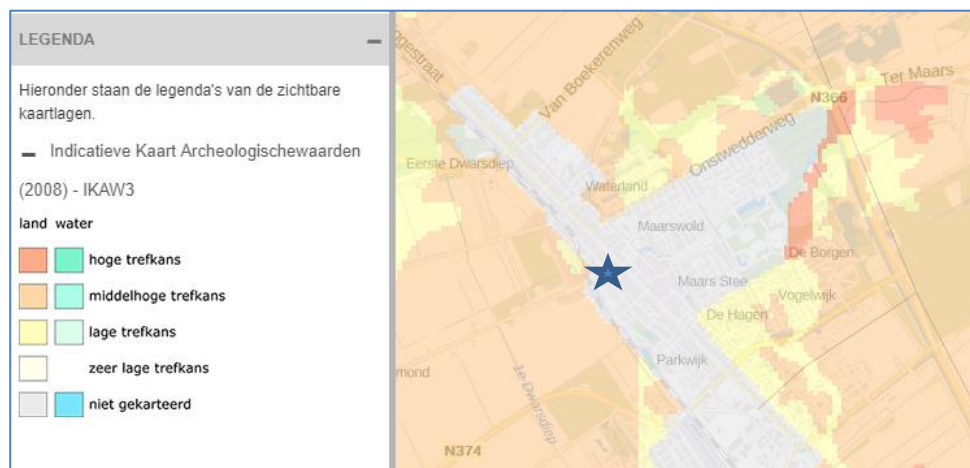 LEGENDA
Hieronder staan de legenda's van de zichtbare
kaartlagen.
Indicatieve Kaart Archeologischewaarden
(2008) - IKAW3
land water
hoge trefkans
middelhoge trefkans
lage trefkans
zeer lage trefkans
niet gekarteerd
ggestraat
Van Boekerenweg
Ter Maars
N366
Onstwedderweg
Eerste Dwarsdiep
Waterland
Maarswold
De Borgen
Maars Stee
Vogelwijk
De Hagen
Parkwijk
mond
1e Dwarsdiep
N374